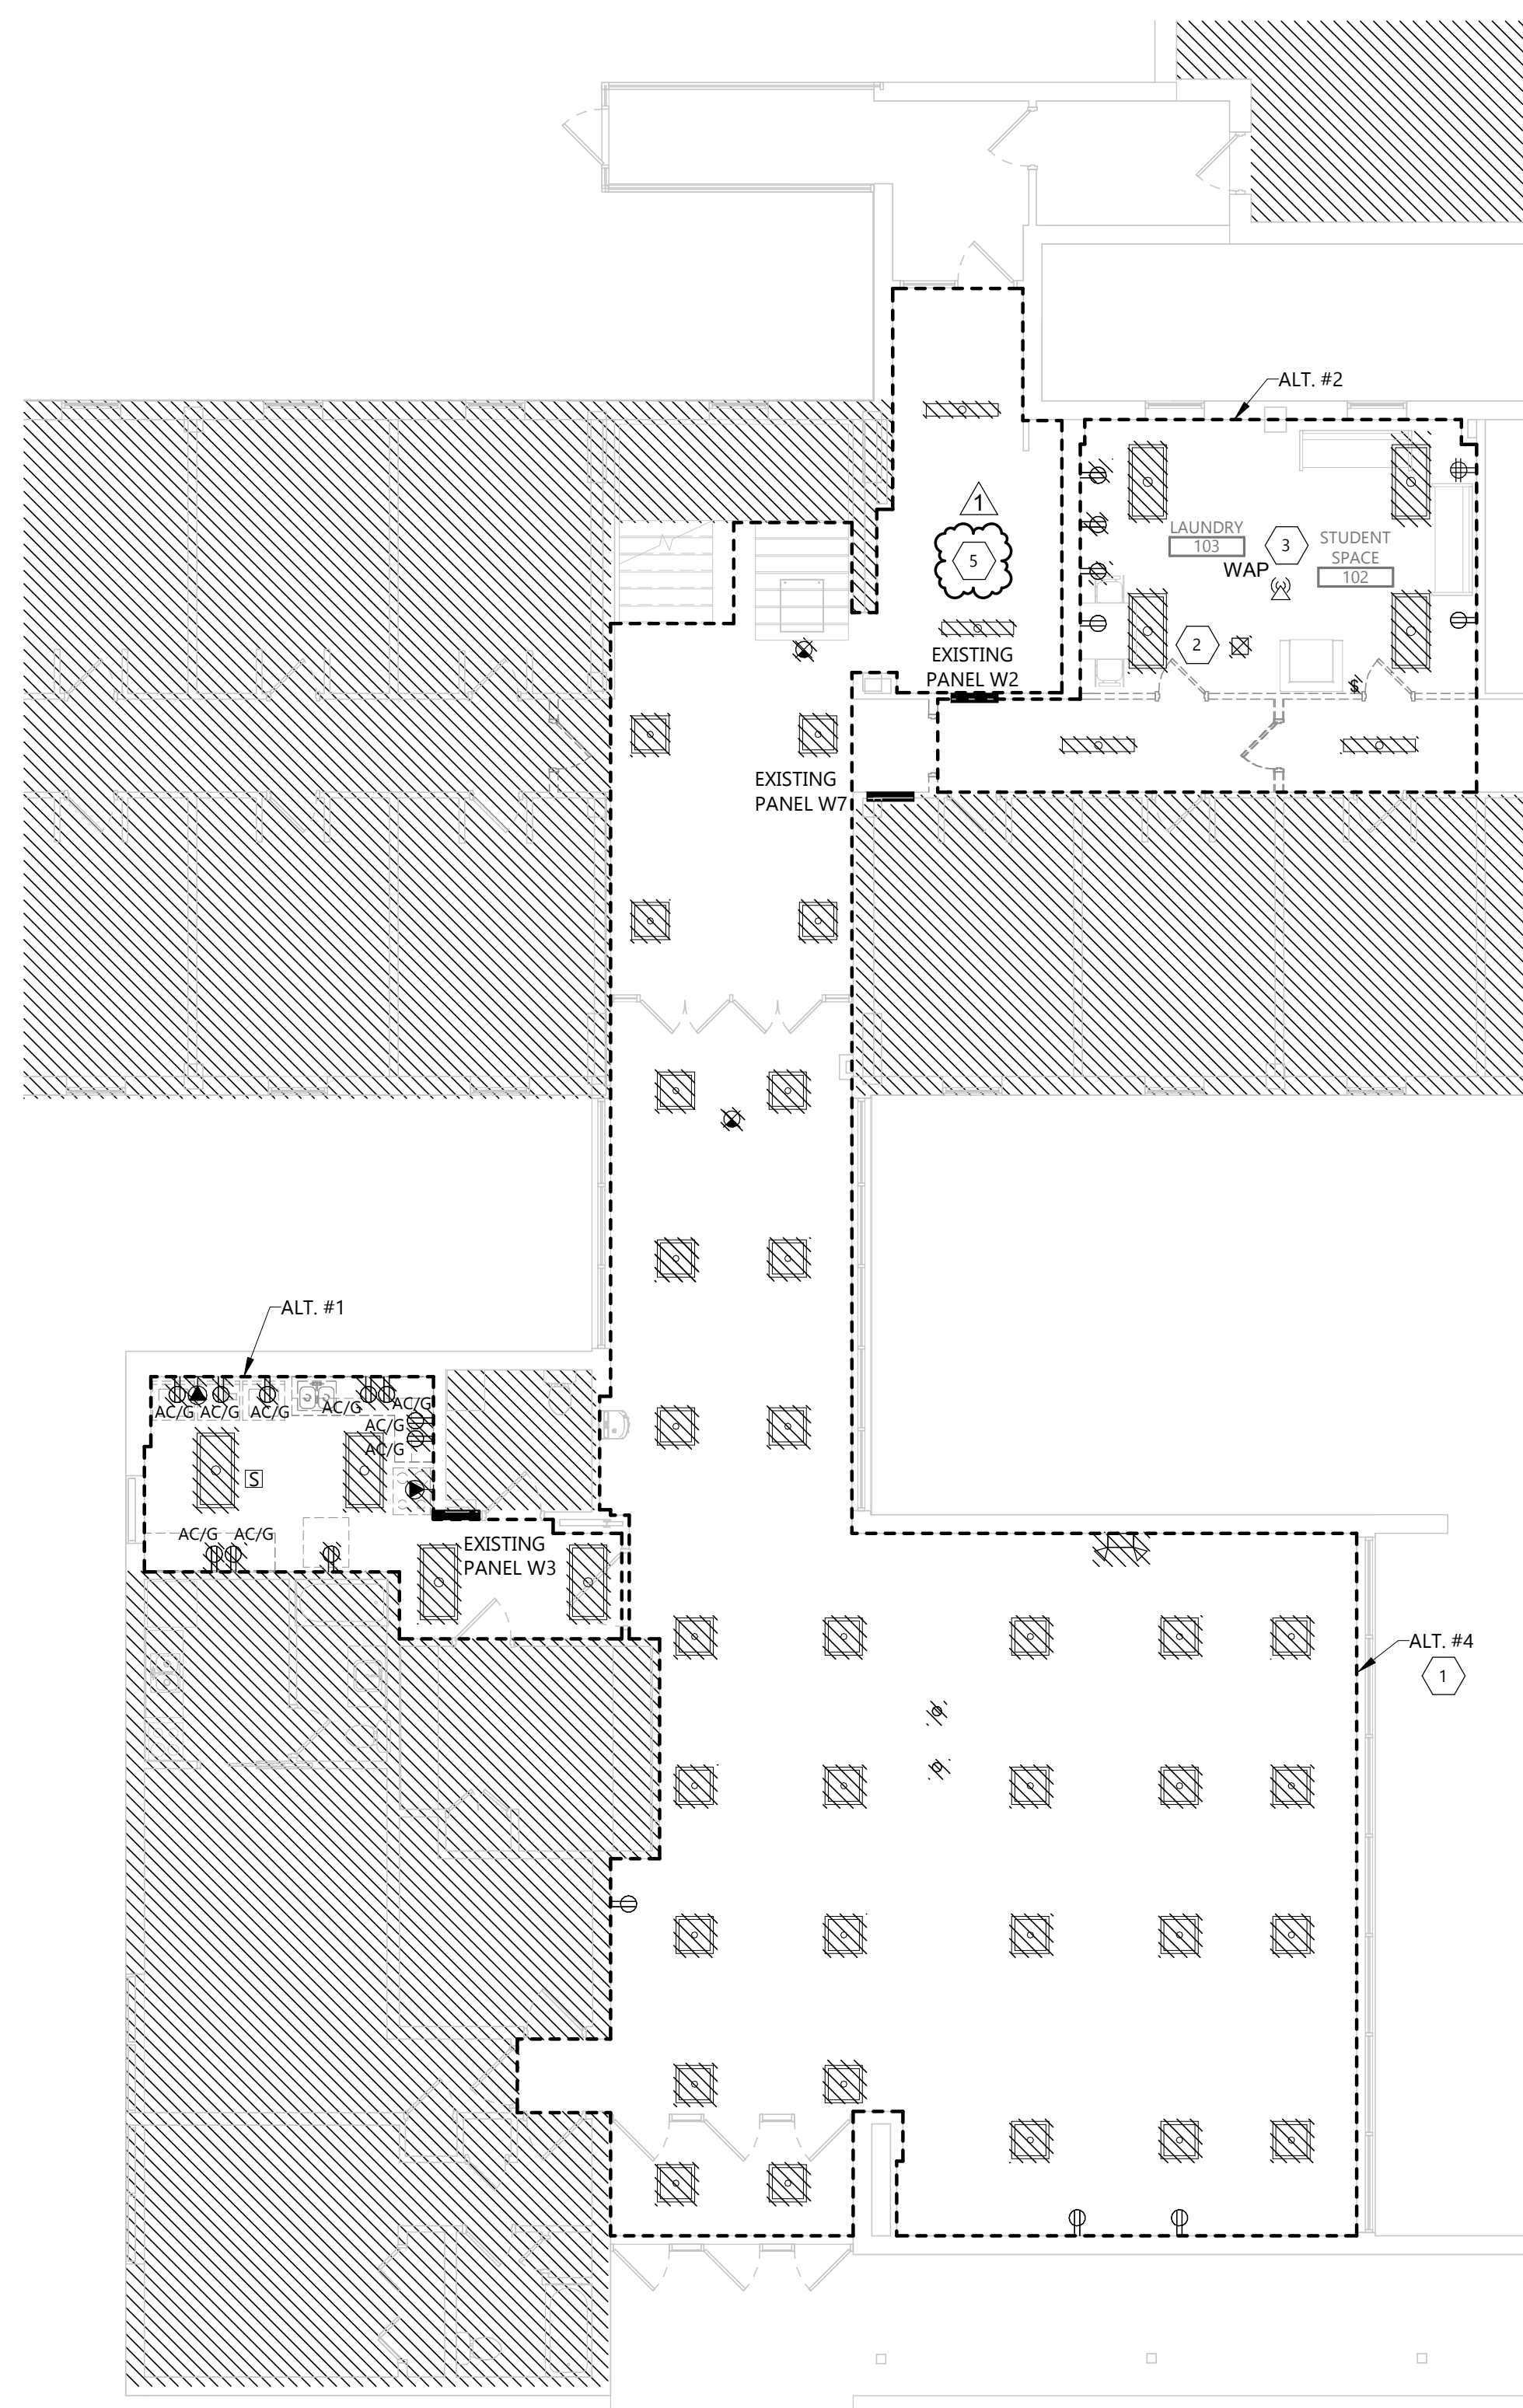 ALT. #2
1
5
LAUNDRY
103
3
STUDENT
SPACE
102
WAP
2
$
EXISTING
PANEL W2
EXISTING
PANEL W7
ALT. #1
AC/G
AC/G
AC/G
AC/G
AC/G
AC/G
AC/G
S
AC/G
AC/G
EXISTING
PANEL W3
ALT. #4
1